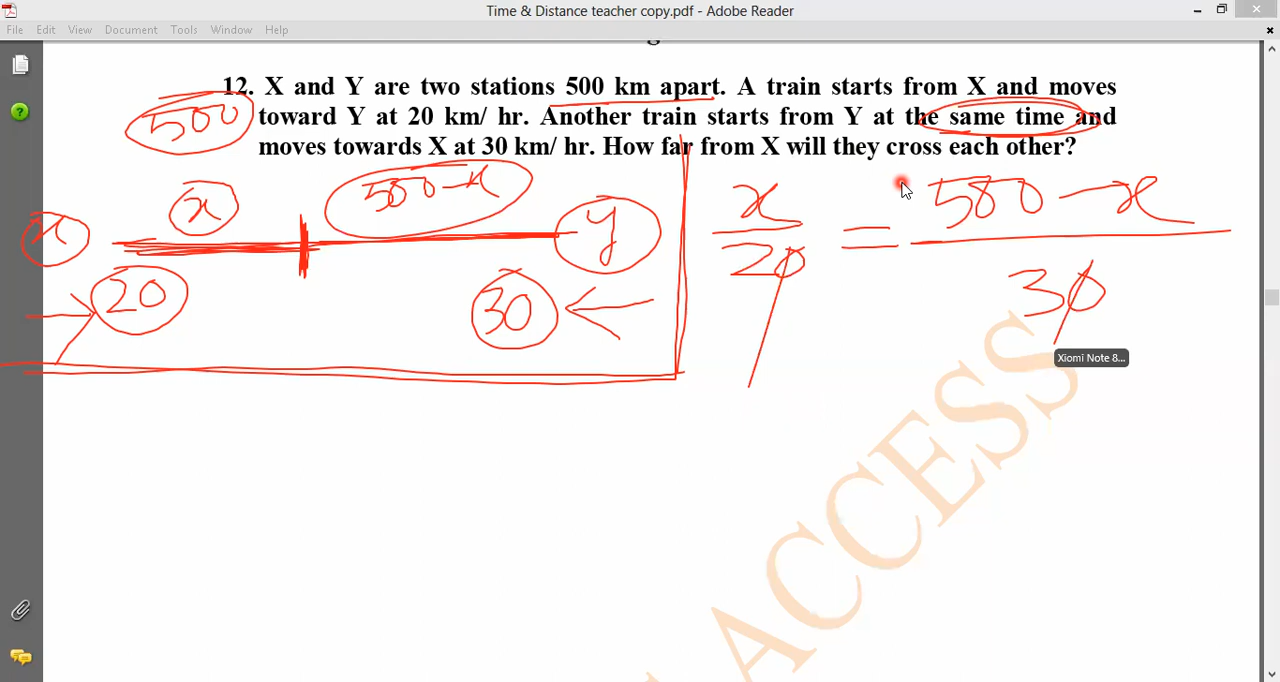 Time & Distance teacher copy.pdf - Adobe Reader
File Edit View Document Tools Window Help
12. X and Y are two stations 500 km apart. A train starts from X and moves
toward Y at 20 km/ hr. Another train starts from Y at the same time and
moves towards X at 30 km/ hr. How far from X will they cross each other?
500
x 500-x
x y
20 30
x/20 = 500-x/30
Xiomi Note 8...
ACCESS